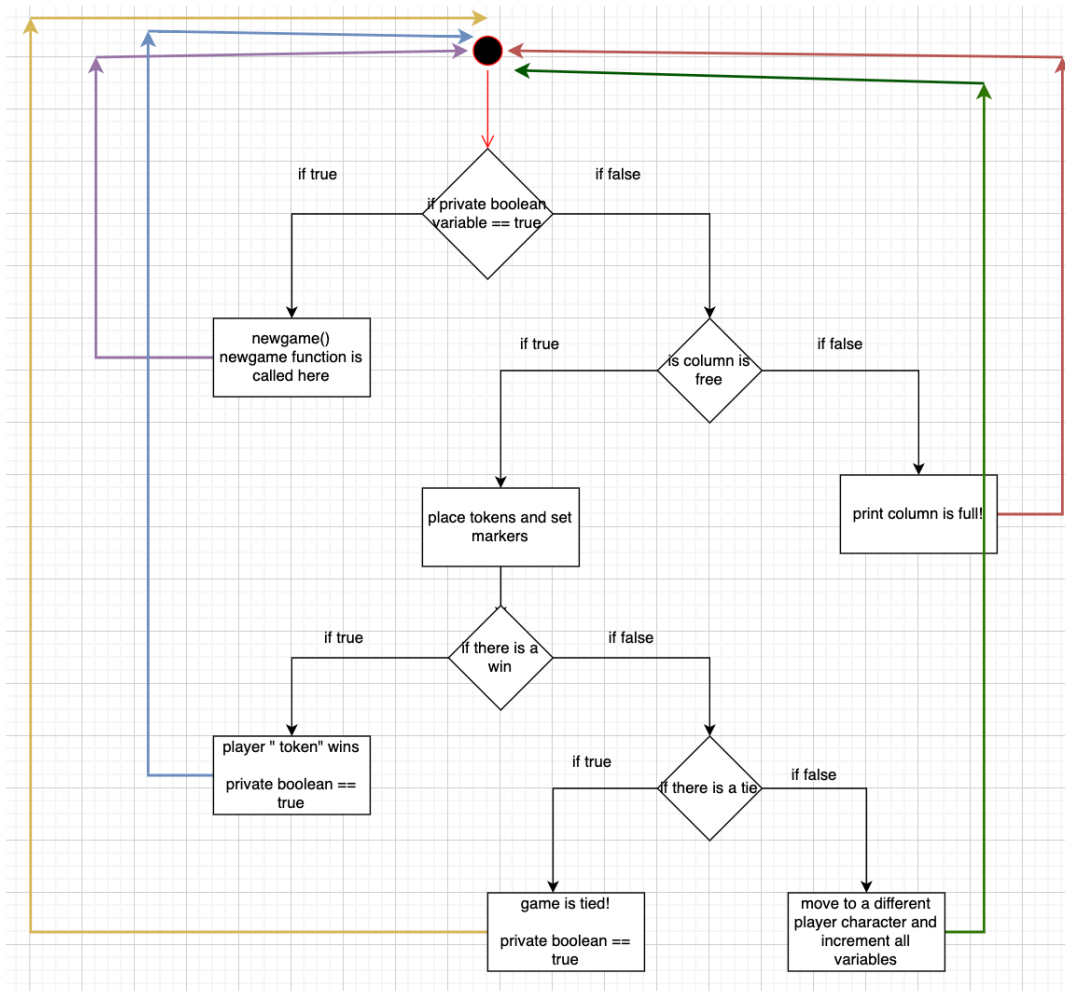 if true
if false
if private boolean
variable == true
newgame()
newgame function is
called here
if true
if false
is column is
free
place tokens and set
markers
print column is full!
if true
if false
if there is a
win
player " token" wins
private boolean ==
true
if true
if false
if there is a tie
game is tied!
private boolean ==
true
move to a different
player character and
increment all
variables